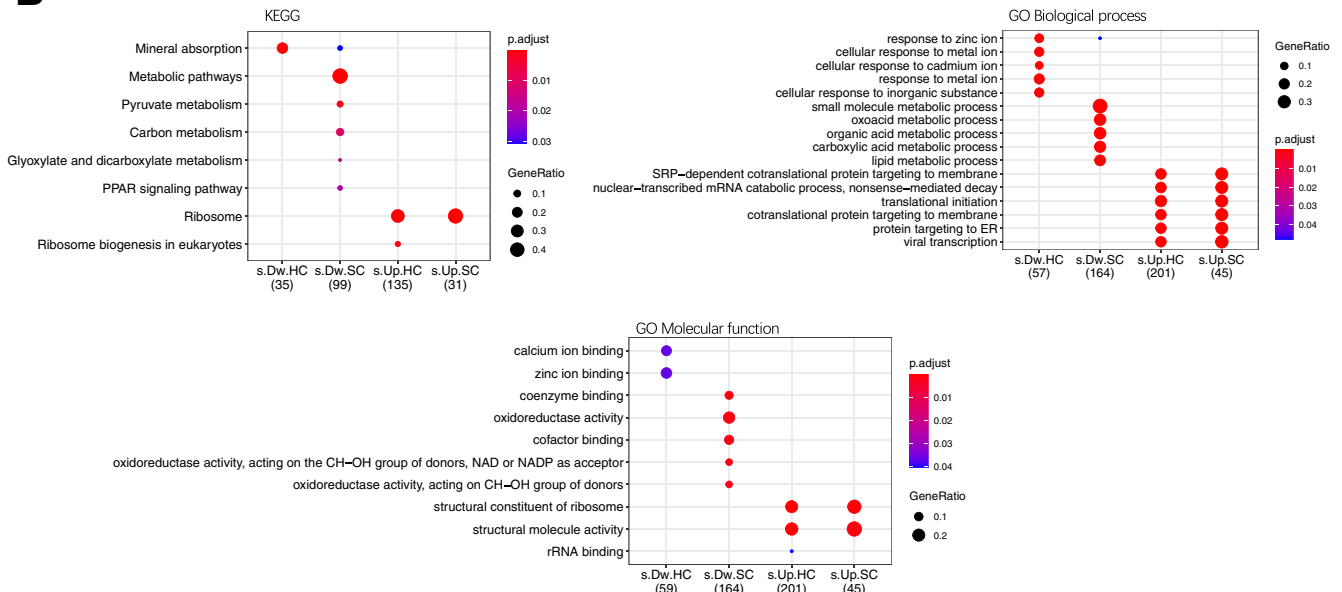 KEGG
Mineral absorption
Metabolic pathways
Pyruvate metabolism
Carbon metabolism
Glyoxylate and dicarboxylate metabolism
PPAR signaling pathway
Ribosome
Ribosome biogenesis in eukaryotes
s.Dw.HC s.Dw.SC s.Up.HC s.Up.SC
(35) (99) (135) (31)
p.adjust
0.01
0.02
0.03
GeneRatio
0.1
0.2
0.3
0.4
GO Biological process
response to zinc ion
cellular response to metal ion
cellular response to cadmium ion
response to metal ion
cellular response to inorganic substance
small molecule metabolic process
oxoacid metabolic process
organic acid metabolic process
carboxylic acid metabolic process
lipid metabolic process
SRP−dependent cotranslational protein targeting to membrane
nuclear−transcribed mRNA catabolic process, nonsense−mediated decay
translational initiation
cotranslational protein targeting to membrane
protein targeting to ER
viral transcription
s.Dw.HC s.Dw.SC s.Up.HC s.Up.SC
(57) (164) (201) (45)
GeneRatio
0.1
0.2
0.3
p.adjust
0.01
0.02
0.03
0.04
GO Molecular function
calcium ion binding
zinc ion binding
coenzyme binding
oxidoreductase activity
cofactor binding
oxidoreductase activity, acting on the CH−OH group of donors, NAD or NADP as acceptor
oxidoreductase activity, acting on CH−OH group of donors
structural constituent of ribosome
structural molecule activity
rRNA binding
s.Dw.HC s.Dw.SC s.Up.HC s.Up.SC
(59) (164) (201) (45)
p.adjust
0.01
0.02
0.03
0.04
GeneRatio
0.1
0.2